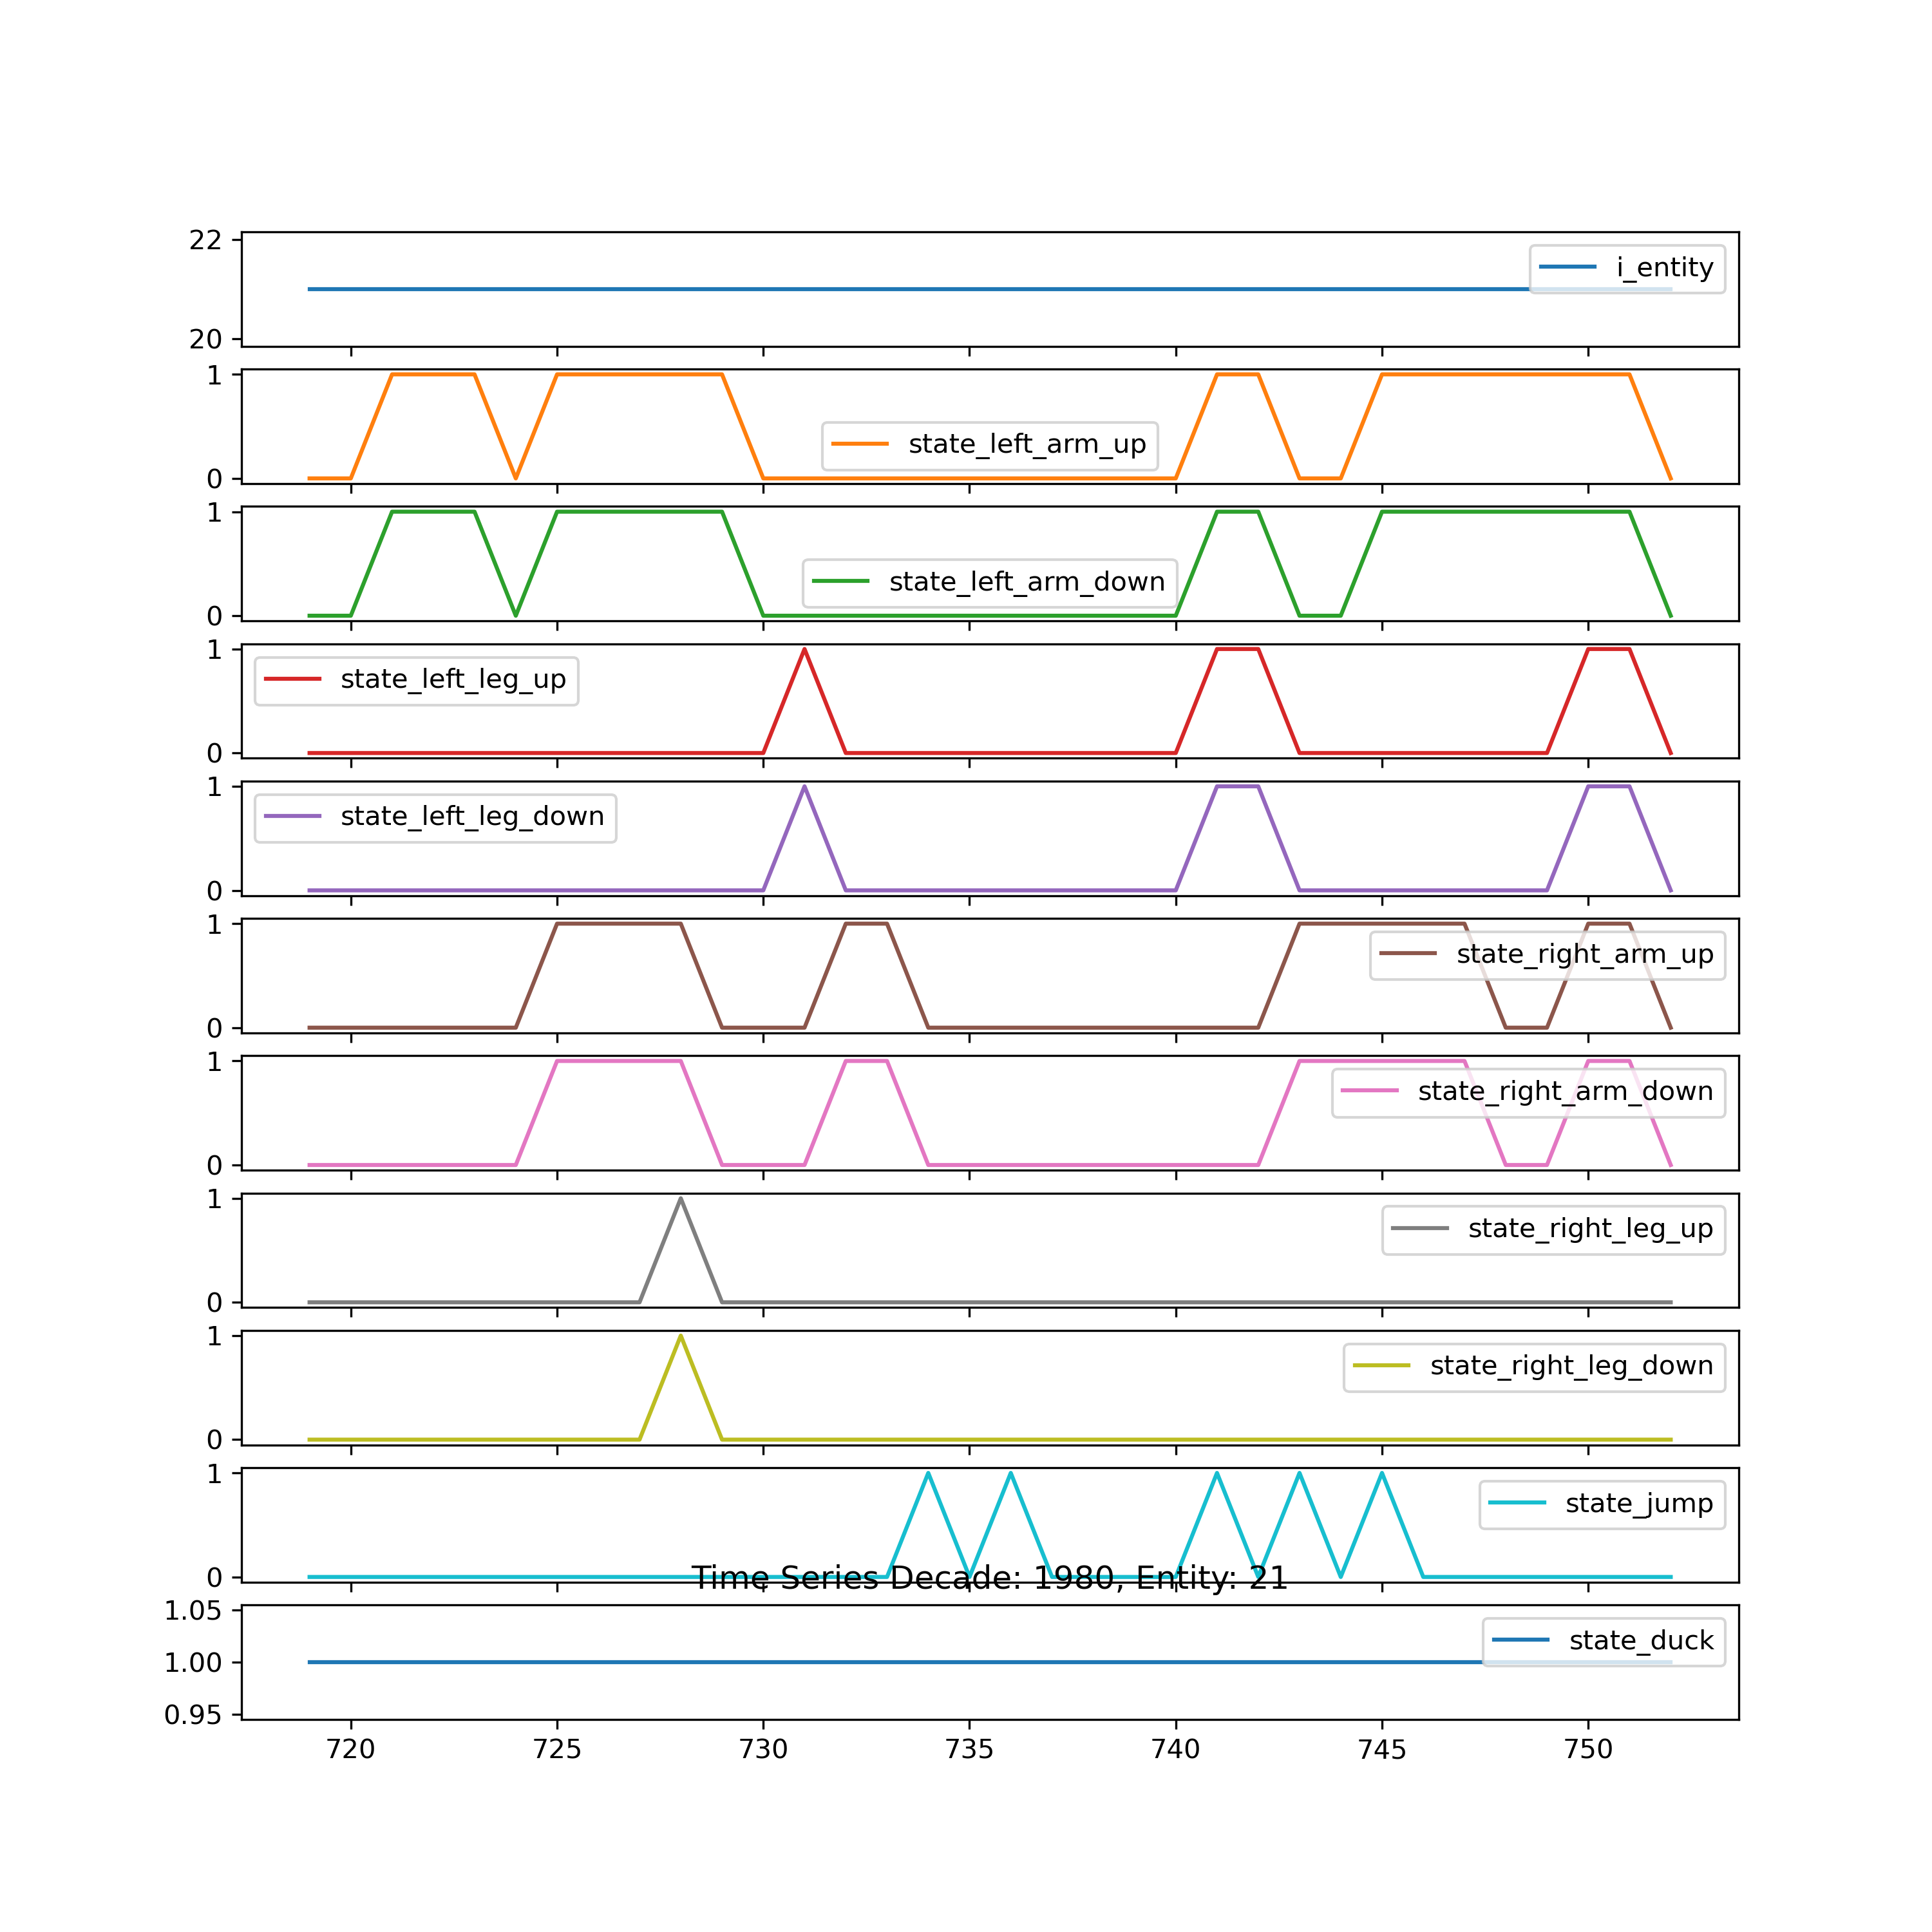 22
i_entity
20
1
state_left_arm_up
0
1
state_left_arm_down
0
1
state_left_leg_up
0
1
state_left_leg_down
0
1
state_right_arm_up
0
1
state_right_arm_down
0
1
state_right_leg_up
0
1
state_right_leg_down
0
1
state_jump
0
Time Series Decade: 1980, Entity: 21
1.05
state_duck
1.00
0.95
720 725 730 735 740 745 750